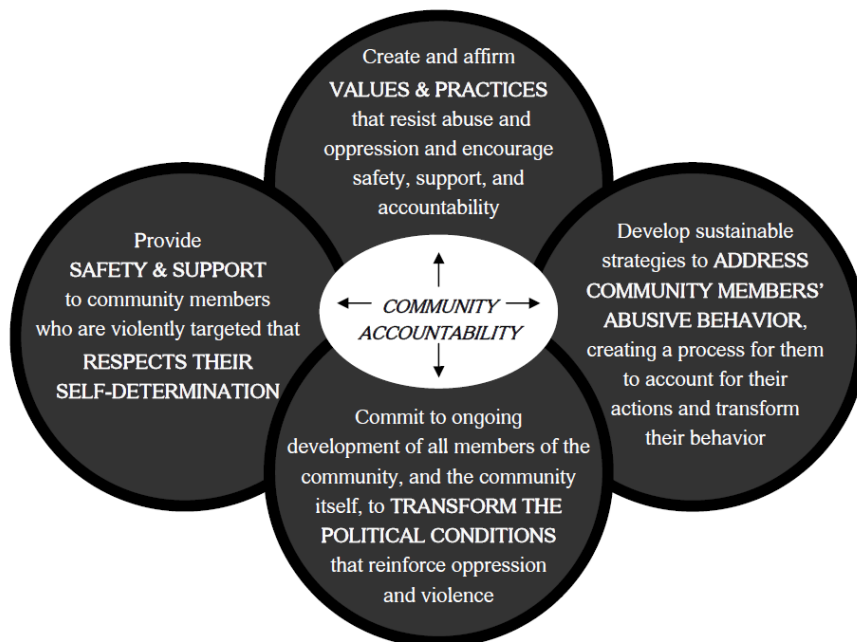 Create and affirm
VALUES & PRACTICES
that resist abuse and
oppression and encourage
safety, support, and
accountability
Provide
SAFETY & SUPPORT
to community members
who are violently targeted that
RESPECTS THEIR
SELF-DETERMINATION
COMMUNITY
ACCOUNTABILITY
Develop sustainable
strategies to ADDRESS
COMMUNITY MEMBERS'
ABUSIVE BEHAVIOR,
creating a process for them
to account for their
actions and transform
their behavior
Commit to ongoing
development of all members of the
community, and the community
itself, to TRANSFORM THE
POLITICAL CONDITIONS
that reinforce oppression
and violence